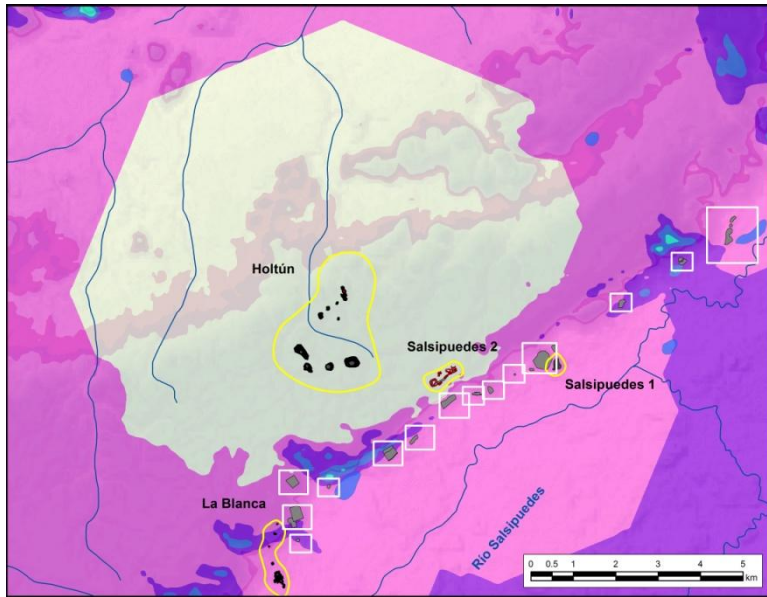 Holtún
Salsipuedes 2
Salsipuedes 1
La Blanca
Río Salsipuedes
0 0.5 1 2 3 4 5
km